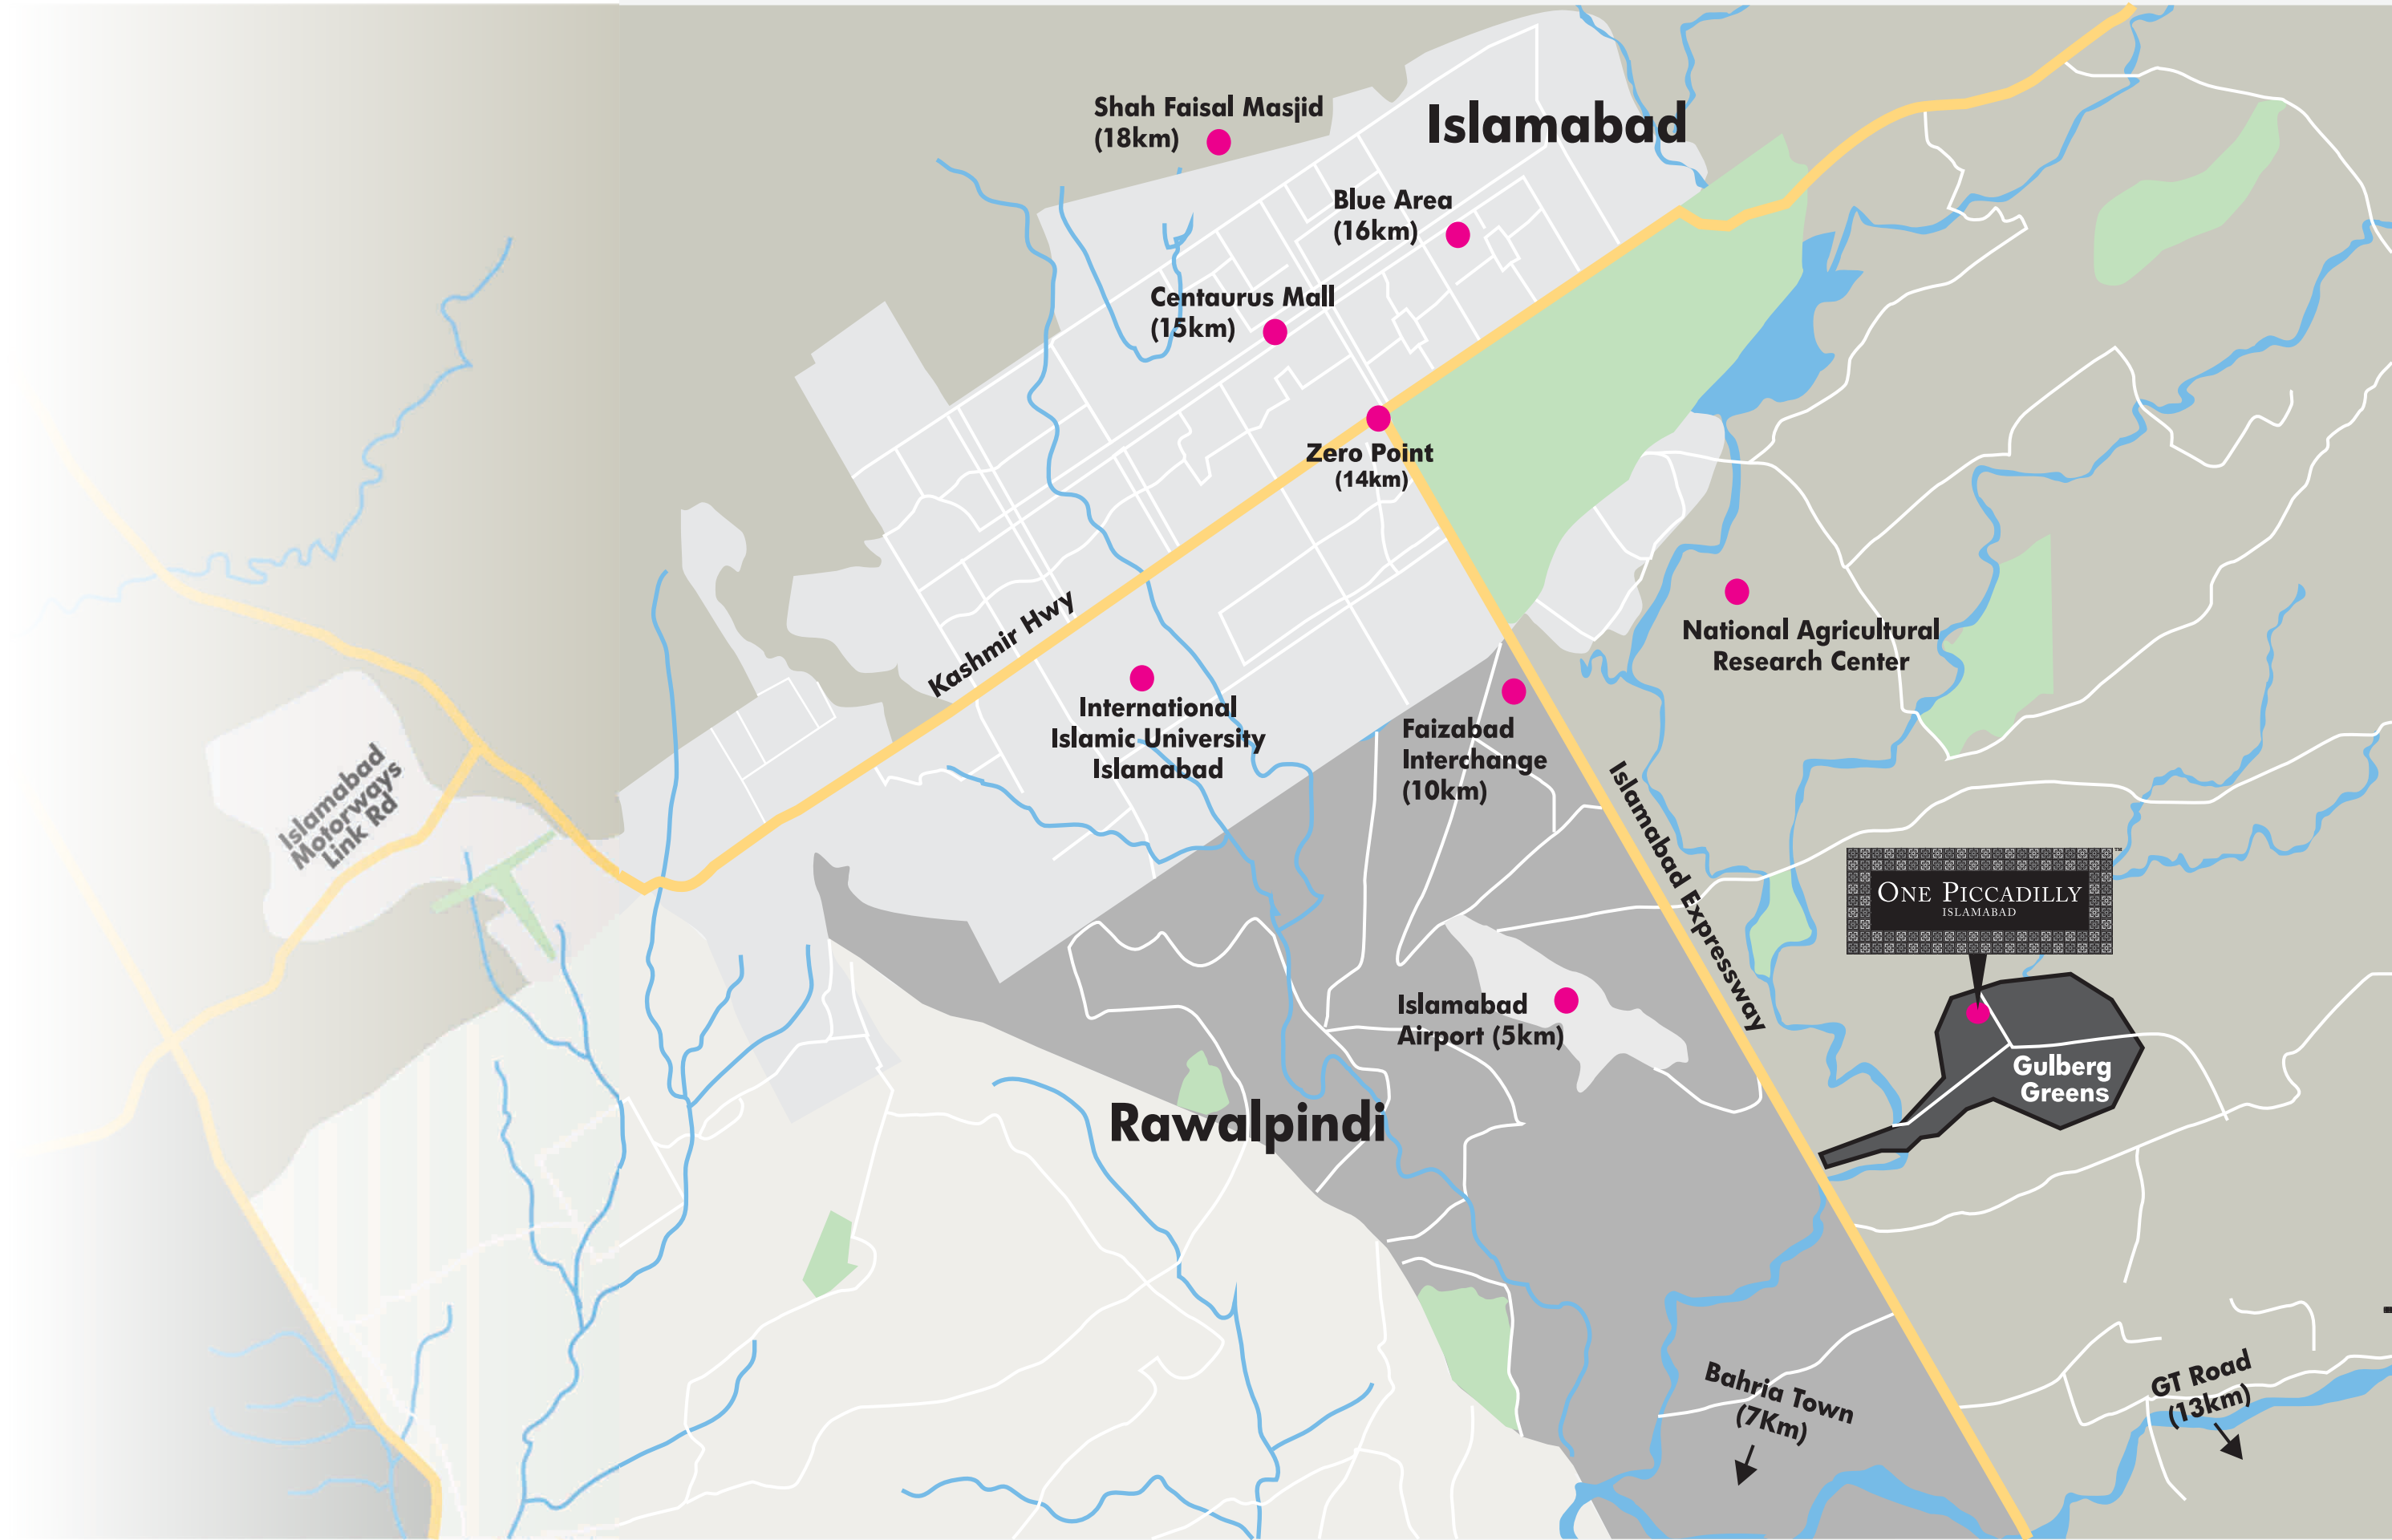 Shah Faisal Masjid
(18km)
Islamabad
Blue Area
(16km)
Centaurus Mall
(15km)
Zero Point
(14km)
Kashmir Hwy
National Agricultural
Research Center
International
Islamic University
Islamabad
Faizabad
Interchange
(10km)
Islamabad
Motorways
Link Rd
Islamabad Expressway
ONE PICCADILLY
ISLAMABAD
TM
Islamabad
Airport (5km)
Gulberg
Greens
Rawalpindi
Bahria Town
(7Km)
GT Road
(13km)